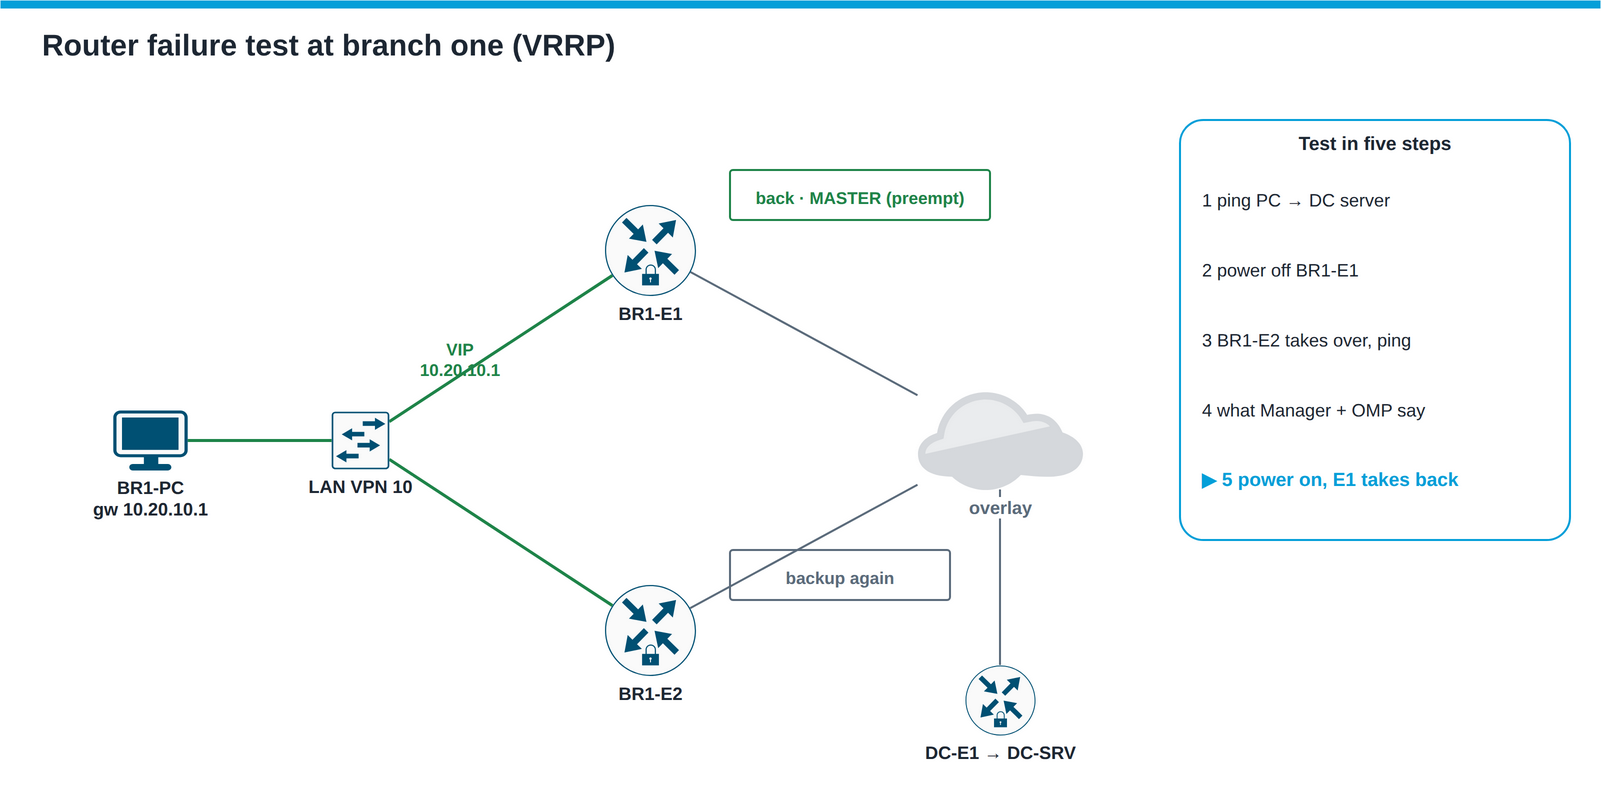 Router failure test at branch one (VRRP)
Test in five steps
1 ping PC → DC server
back · MASTER (preempt)
2 power off BR1-E1
BR1-E1
3 BR1-E2 takes over, ping
VIP
10.20.10.1
4 what Manager + OMP say
▶ 5 power on, E1 takes back
BR1-PC
gw 10.20.10.1
LAN VPN 10
overlay
backup again
BR1-E2
DC-E1 → DC-SRV